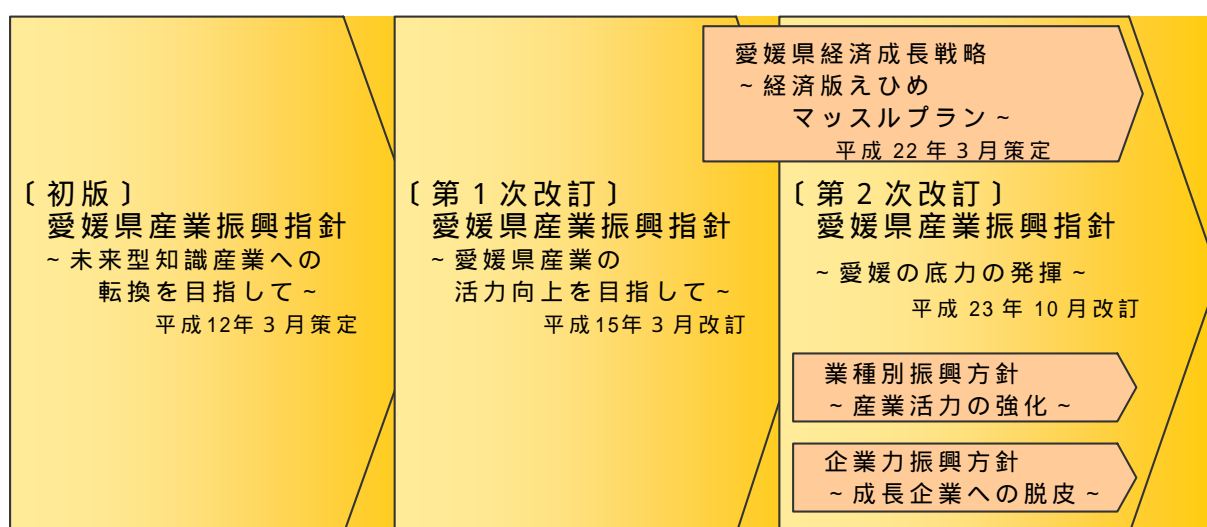 〔初版〕
愛媛県産業振興指針
~未来型知識産業への
転換を目指して~
平成12年３月策定
〔第１次改訂〕
愛媛県産業振興指針
~愛媛県産業の
活力向上を目指して~
平成15年３月改訂
愛媛県経済成長戦略
~経済版えひめ
マッスルプラン~
平成 22 年３月策定
〔第２次改訂〕
愛媛県産業振興指針
~愛媛の底力の発揮~
平成 23 年 10 月改訂
業種別振興方針
~産業活力の強化~
企業力振興方針
~成長企業への脱皮~